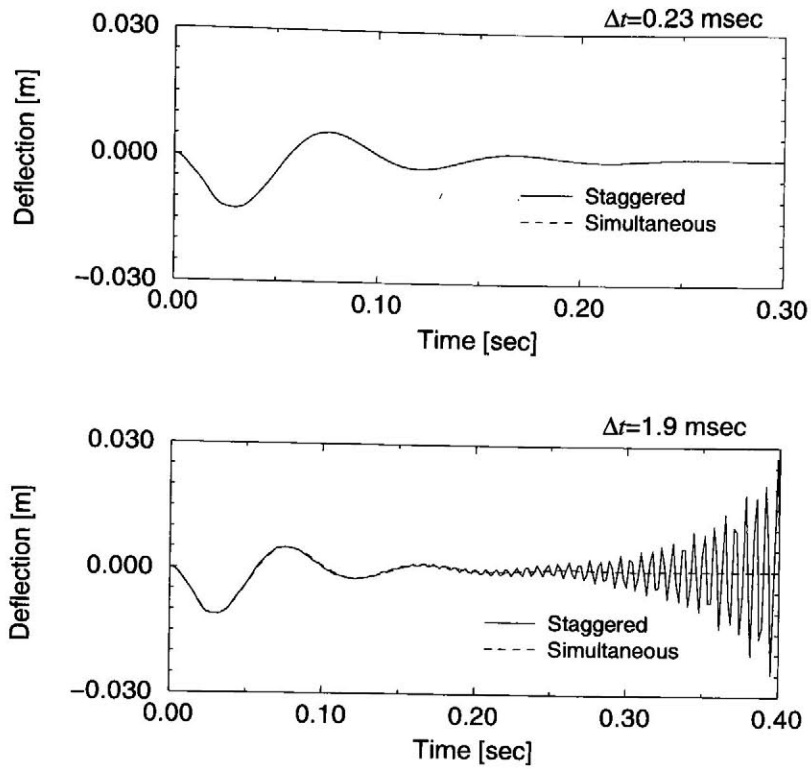 Δt=0.23 msec
0.030
0.000
−0.030
Deflection [m]
Staggered
Simultaneous
0.00 0.10 0.20 0.30
Time [sec]
Δt=1.9 msec
0.030
0.000
−0.030
Deflection [m]
Staggered
Simultaneous
0.00 0.10 0.20 0.30 0.40
Time [sec]